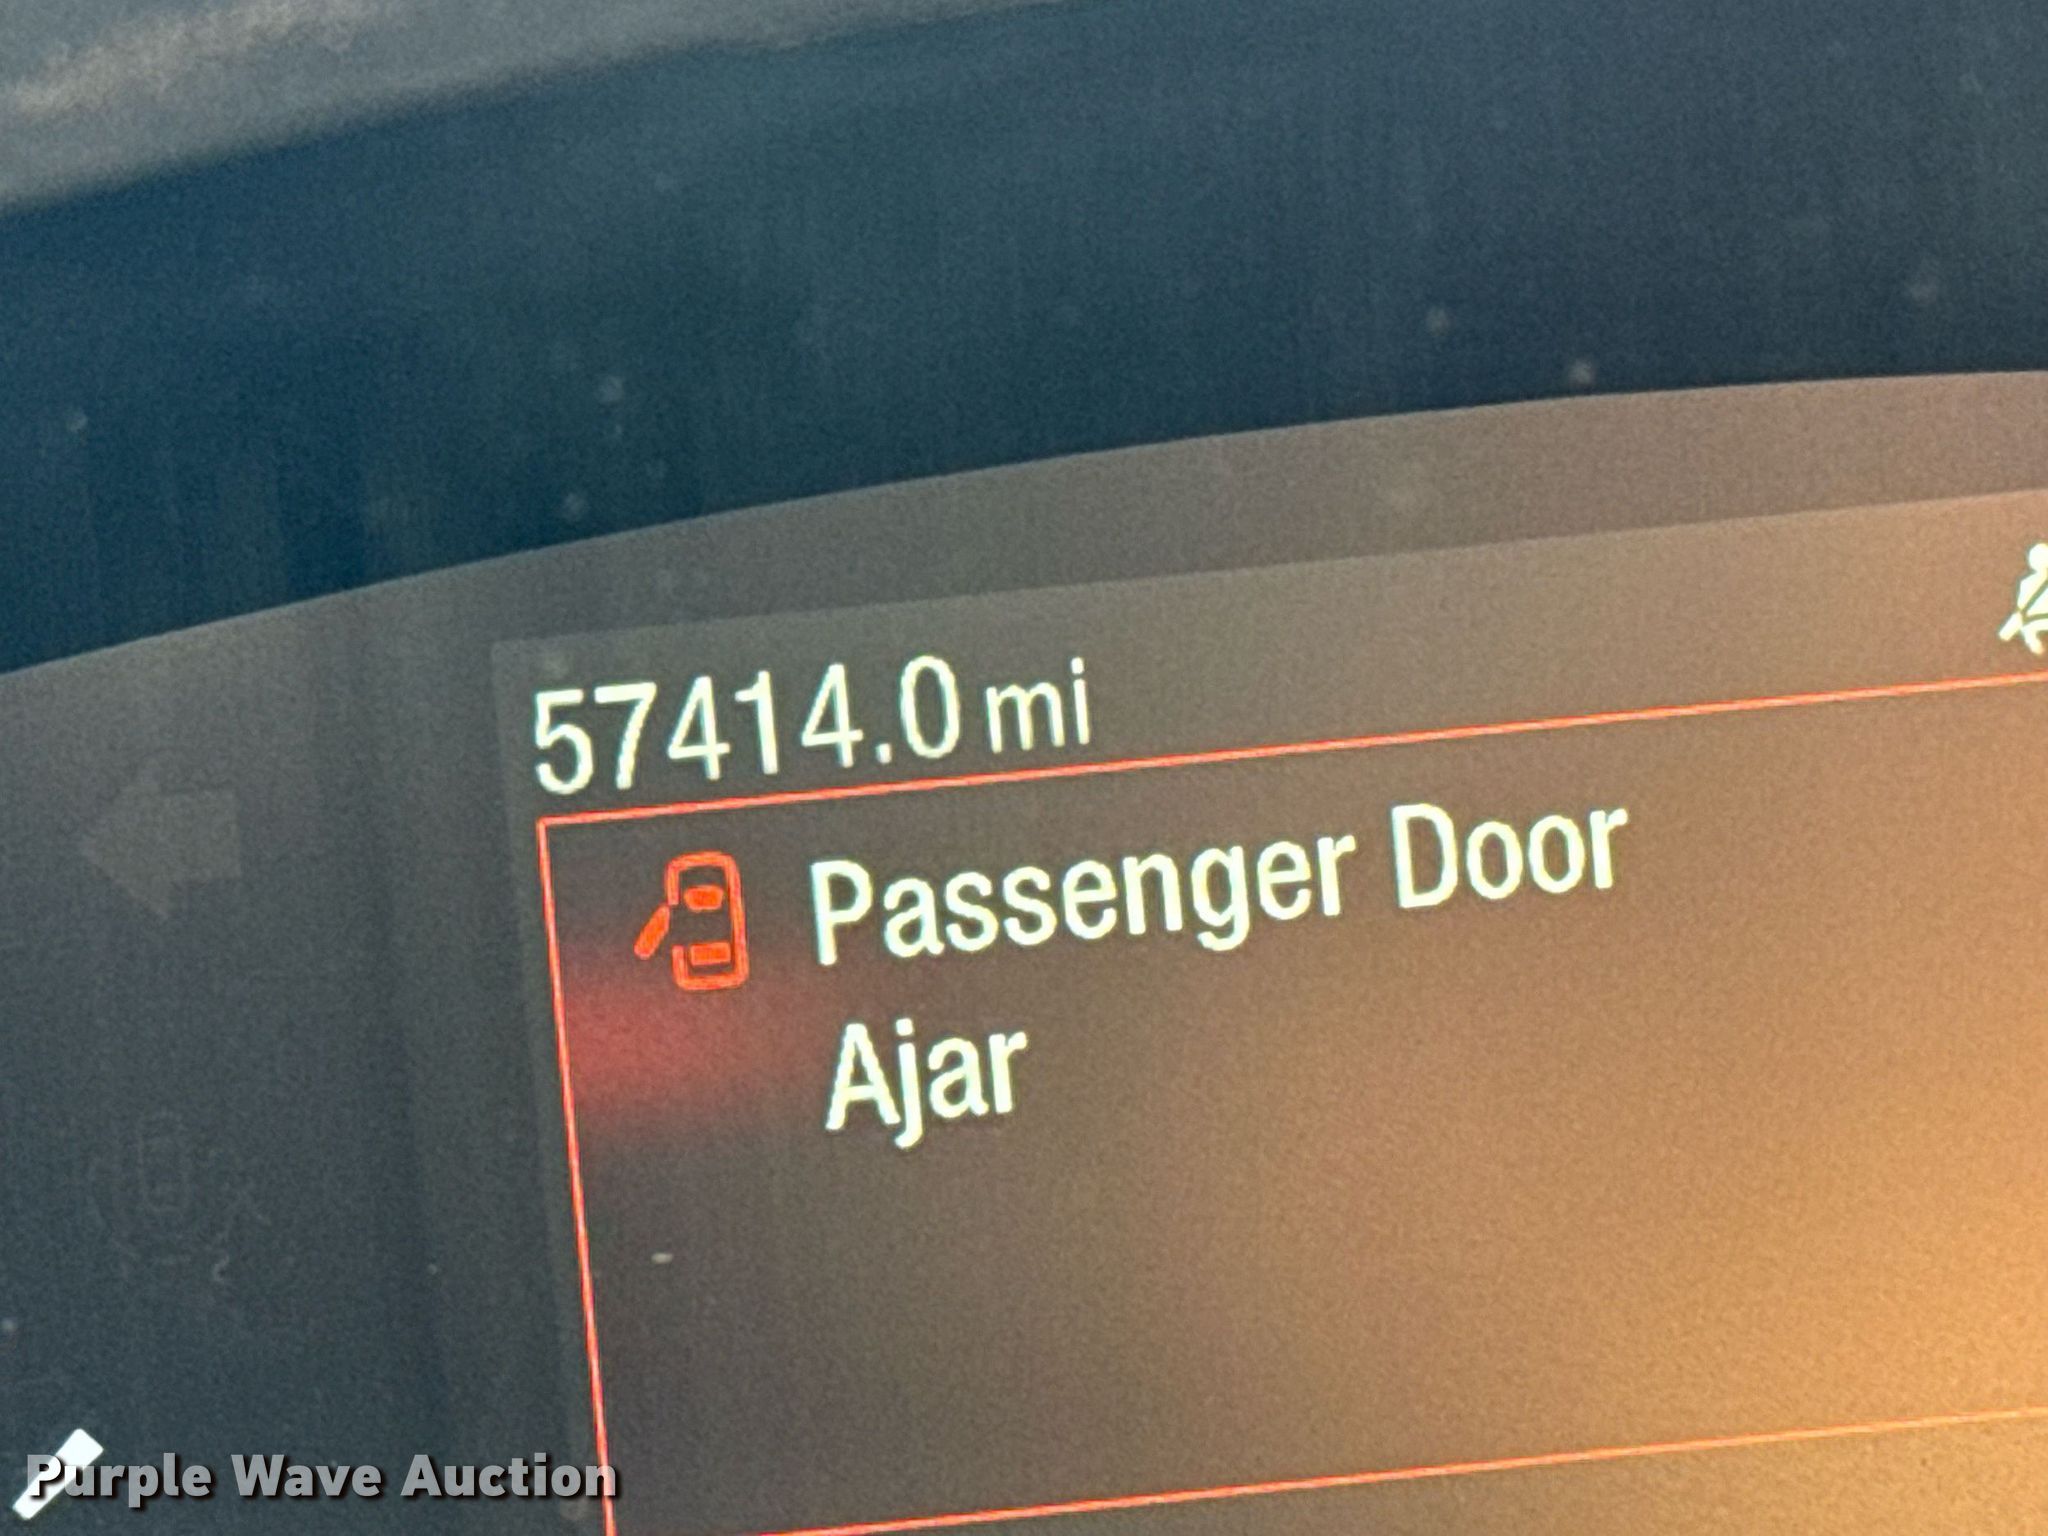 57414.0 mi
Passenger Door
Ajar
Purple Wave Auction